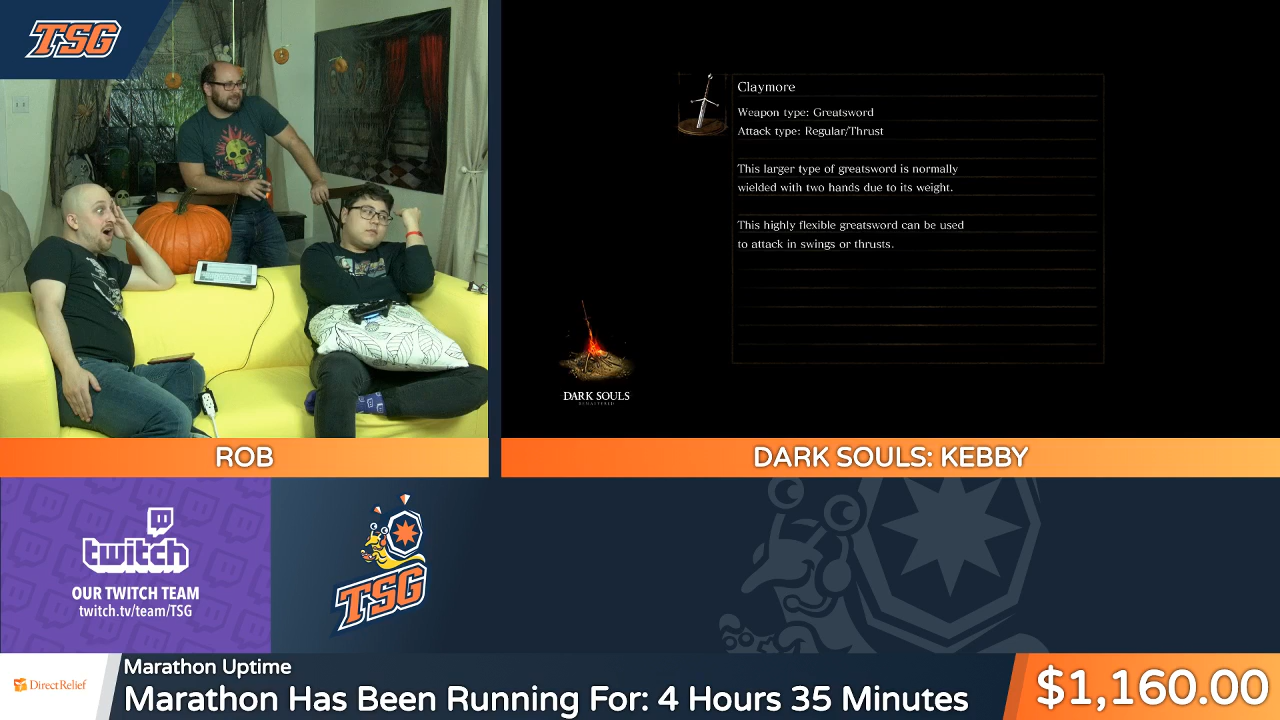 TSG
Claymore
Weapon type: Greatsword
Attack type: Regular/Thrust
This larger type of greatsword is normally
wielded with two hands due to its weight.
This highly flexible greatsword can be used
to attack in swings or thrusts.
DARK SOULS
REMASTERED
ROB
DARK SOULS: KEBBY
twitch
OUR TWITCH TEAM
twitch.tv/team/TSG
TSG
DirectRelief
Marathon Uptime
Marathon Has Been Running For: 4 Hours 35 Minutes
$1,160.00